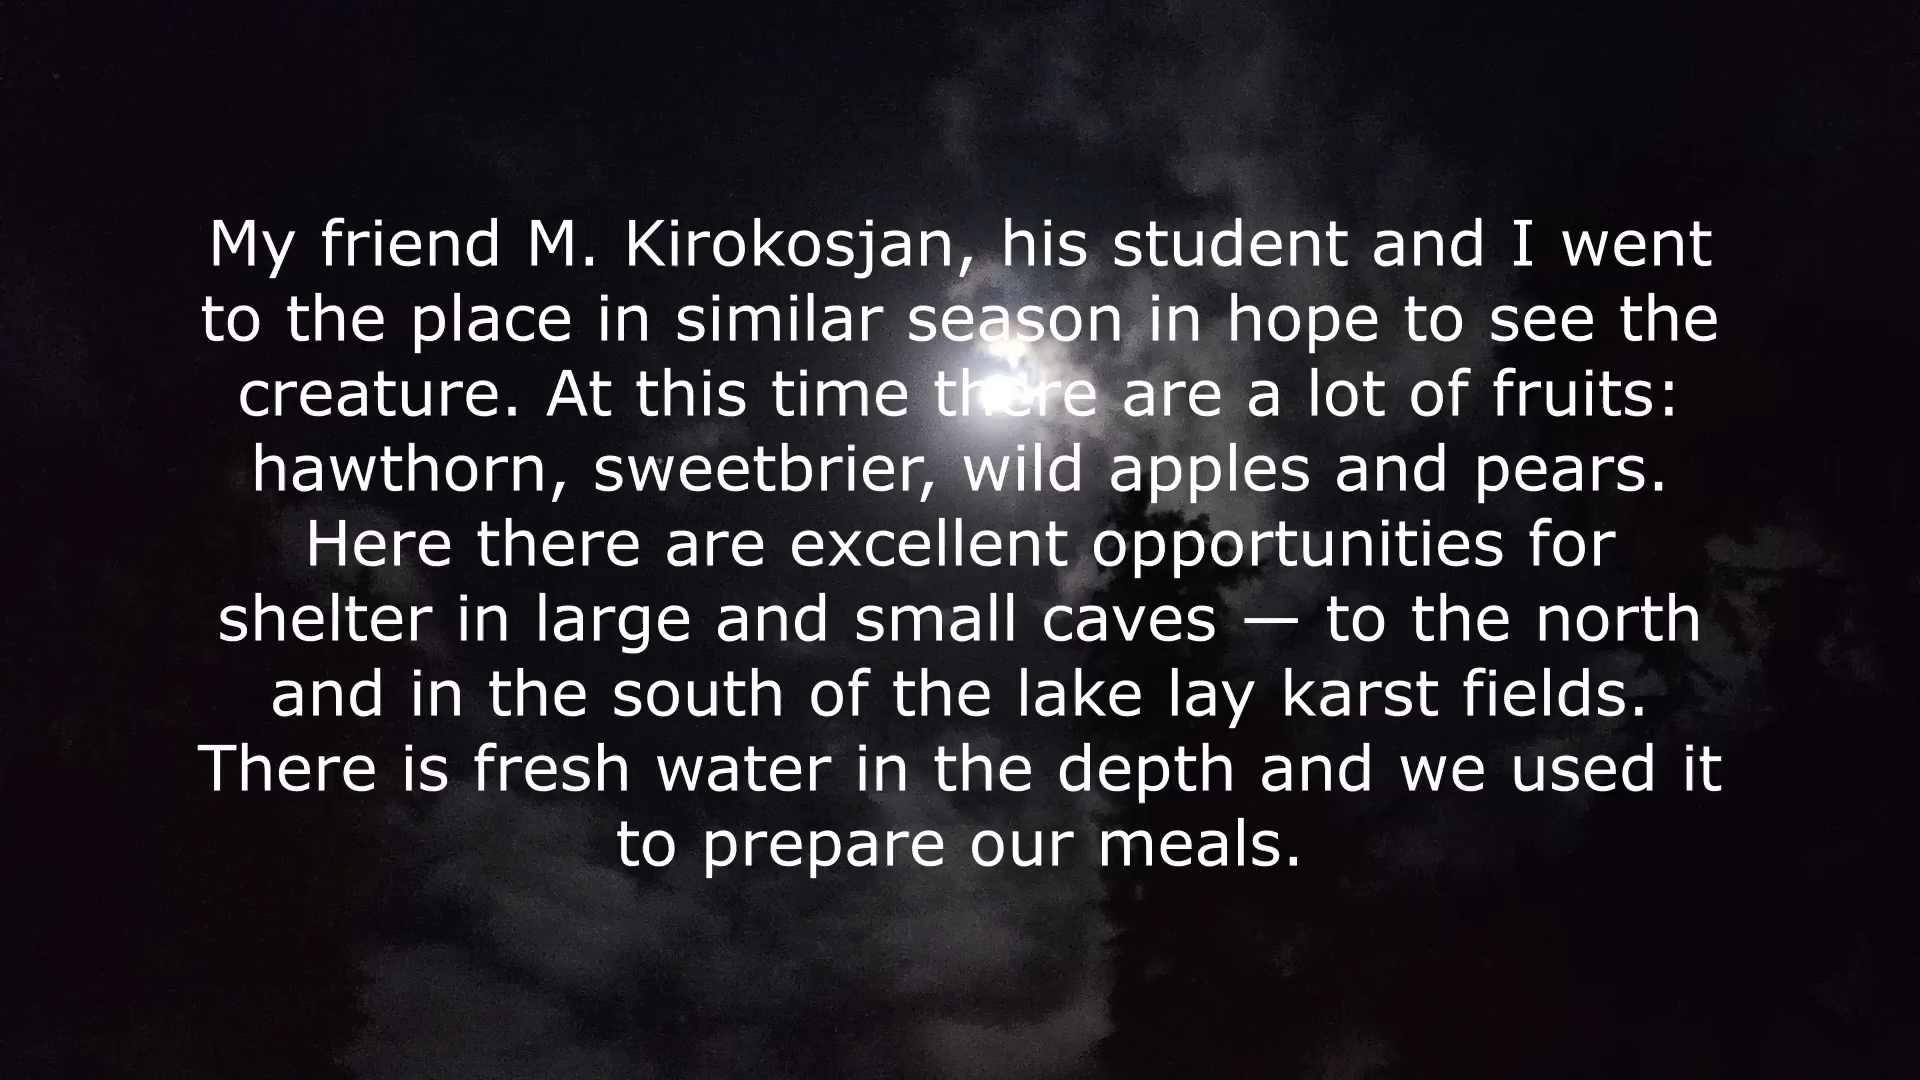 My friend M. Kirokosjan, his student and I went
to the place in similar season in hope to see the
creature. At this time there are a lot of fruits:
hawthorn, sweetbrier, wild apples and pears.
Here there are excellent opportunities for
shelter in large and small caves — to the north
and in the south of the lake lay karst fields.
There is fresh water in the depth and we used it
to prepare our meals.